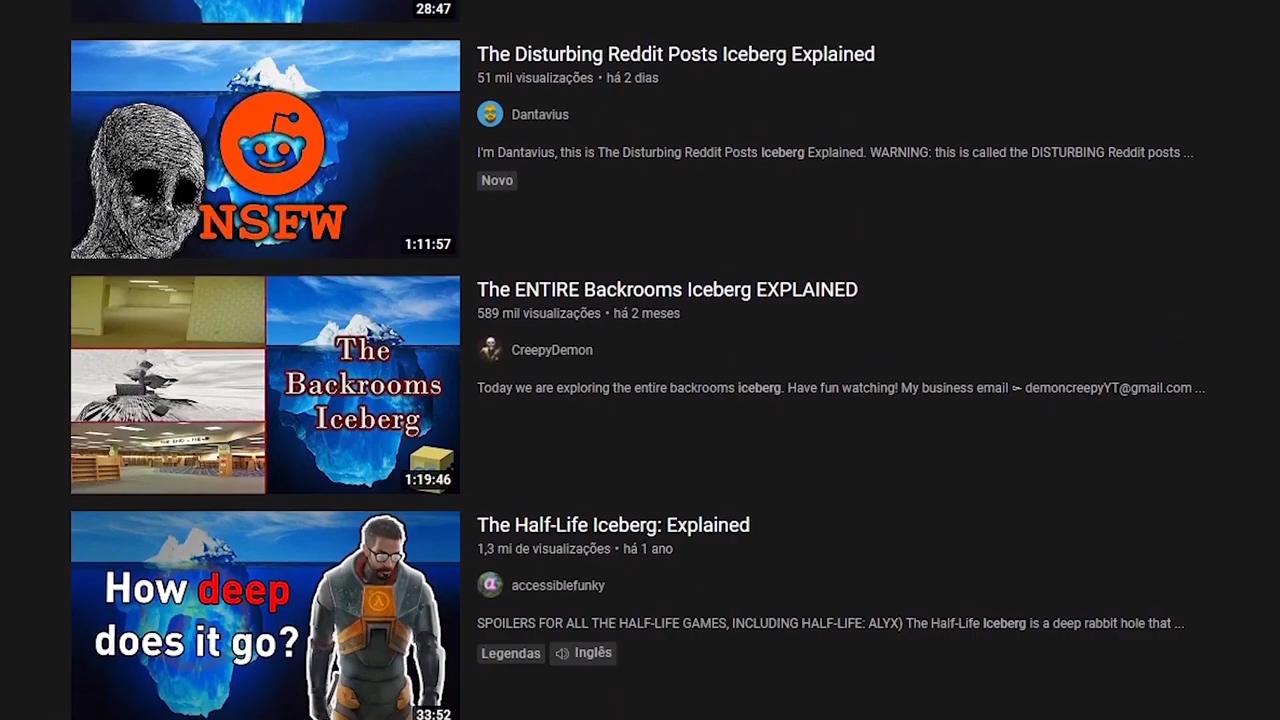 28:47
The Disturbing Reddit Posts Iceberg Explained
51 mil visualizações • há 2 dias
Dantavius
I'm Dantavius, this is The Disturbing Reddit Posts Iceberg Explained. WARNING: this is called the DISTURBING Reddit posts ...
Novo
NSFW
1:11:57
The ENTIRE Backrooms Iceberg EXPLAINED
589 mil visualizações • há 2 meses
CreepyDemon
Today we are exploring the entire backrooms iceberg. Have fun watching! My business email ➣ demoncreepyYT@gmail.com ...
The
Backrooms
Iceberg
1:19:46
The Half-Life Iceberg: Explained
1,3 mi de visualizações • há 1 ano
accessiblefunky
SPOILERS FOR ALL THE HALF-LIFE GAMES, INCLUDING HALF-LIFE: ALYX) The Half-Life Iceberg is a deep rabbit hole that ...
Legendas Inglês
How deep
does it go?
33:52